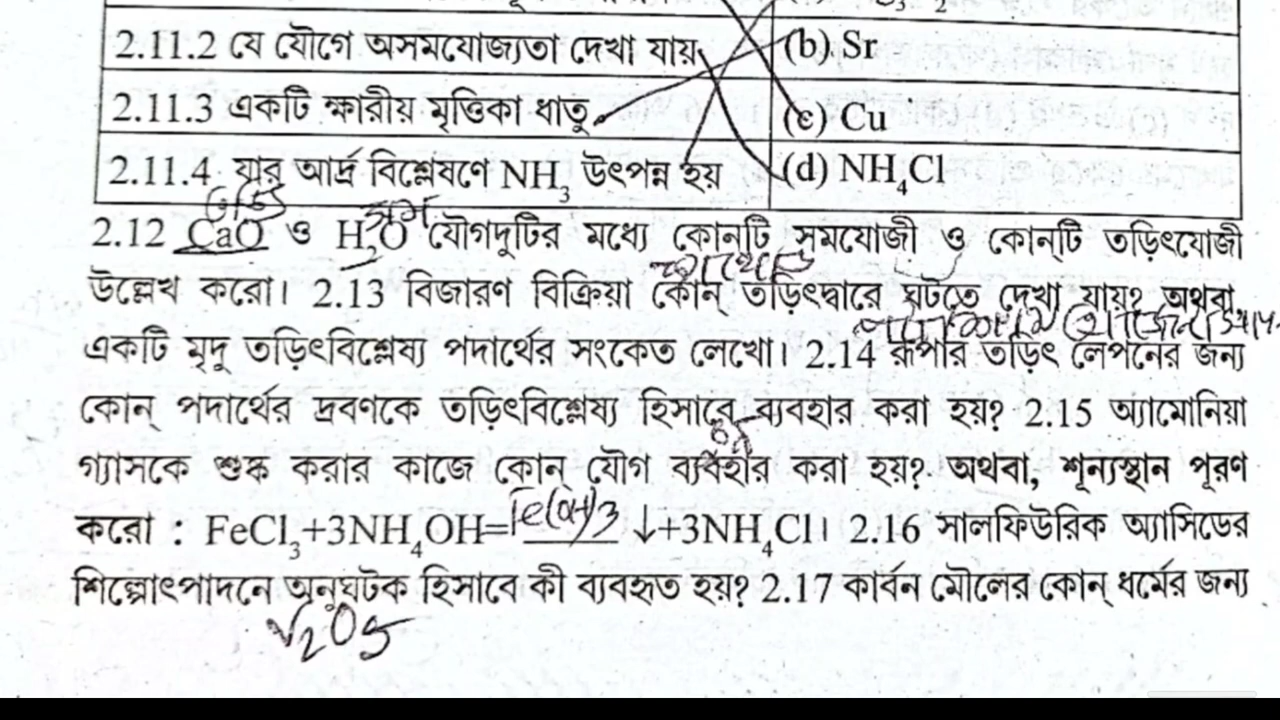 2.11.2 যে যৌগে অসমযোজ্যতা দেখা যায়
(b) Sr
2.11.3 একটি ক্ষারীয় মৃত্তিকা ধাতু
(c) Cu
2.11.4 যার আর্দ্র বিশ্লেষণে NH₃ উৎপন্ন হয়
(d) NH₄Cl
2.12 CaO ও H₂O যৌগদুটির মধ্যে কোন্‌টি সমযোজী ও কোন্‌টি তড়িৎযোজী
উল্লেখ করো। 2.13 বিজারণ বিক্রিয়া কোন্ তড়িৎদ্বারে ঘটতে দেখা যায়? অথবা,
একটি মৃদু তড়িৎবিশ্লেষ্য পদার্থের সংকেত লেখো। 2.14 রূপার তড়িৎ লেপনের জন্য
কোন্ পদার্থের দ্রবণকে তড়িৎবিশ্লেষ্য হিসাবে ব্যবহার করা হয়? 2.15 অ্যামোনিয়া
গ্যাসকে শুষ্ক করার কাজে কোন্ যৌগ ব্যবহার করা হয়? অথবা, শূন্যস্থান পূরণ
করো : FeCl₃+3NH₄OH=Fe(OH)3↓+3NH₄Cl। 2.16 সালফিউরিক অ্যাসিডের
শিল্পোৎপাদনে অনুঘটক হিসাবে কী ব্যবহৃত হয়? 2.17 কার্বন মৌলের কোন্ ধর্মের জন্য
V₂O₅